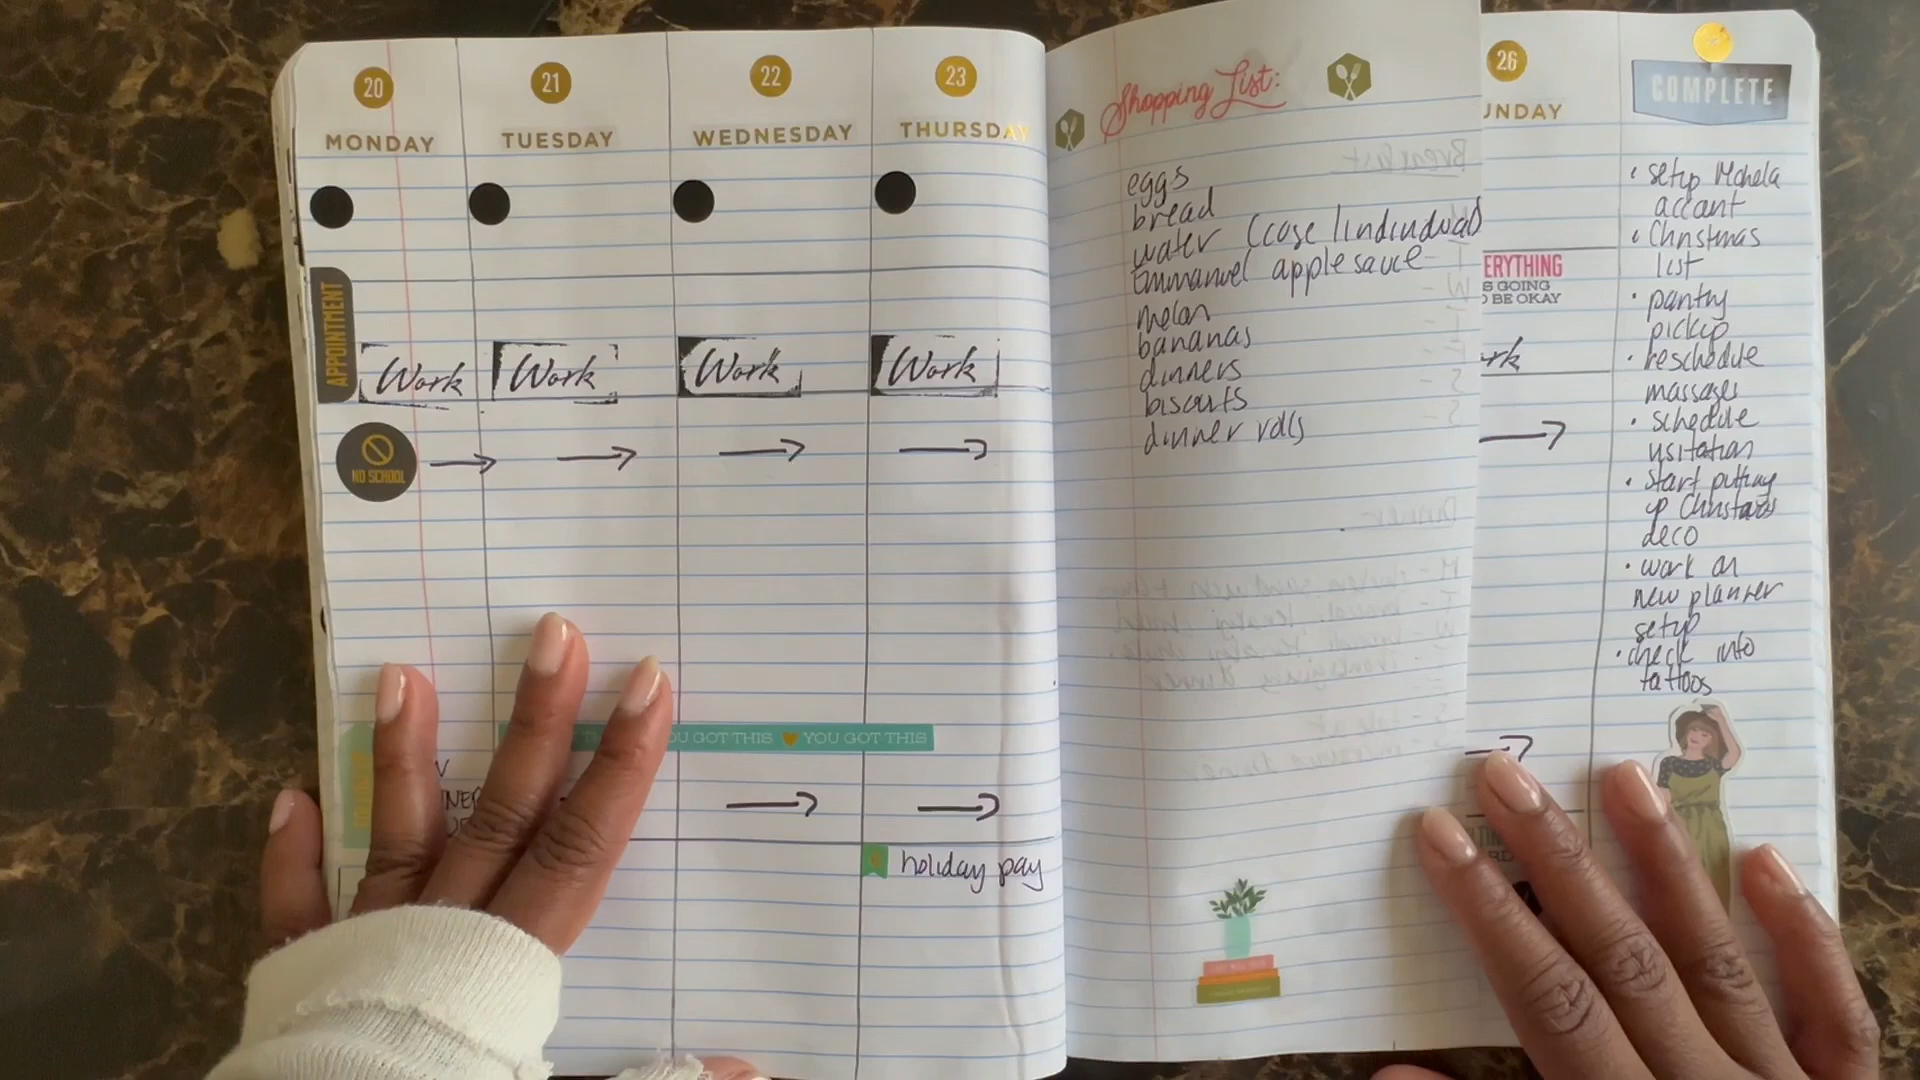 20
MONDAY
21
TUESDAY
22
WEDNESDAY
23
THURSDAY
APPOINTMENT
Work
Work
Work
Work
NO SCHOOL
YOU GOT THIS YOU GOT THIS
holiday pay
Shopping List:
eggs
bread
water (case
Emmanuel applesauce
melon
bananas
dinners
biscuits
dinner rolls
26
UNDAY
ERYTHING
S GOING
O BE OKAY
rk
COMPLETE
• setup Mohela
account
• Christmas
list
• pantry
pickup
• reschedule
massages
• schedule
visitation
• start putting
up Christmas
deco
• work on
new planner
setup
• check into
tattoos